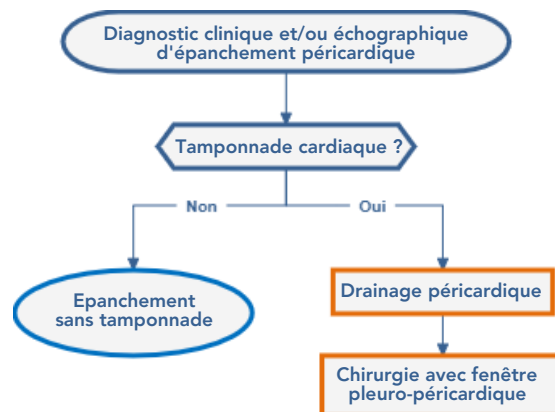 Diagnostic clinique et/ou échographique
d'épanchement péricardique
Tamponnade cardiaque ?
Non
Oui
Epanchement
sans tamponnade
Drainage péricardique
Chirurgie avec fenêtre
pleuro-péricardique